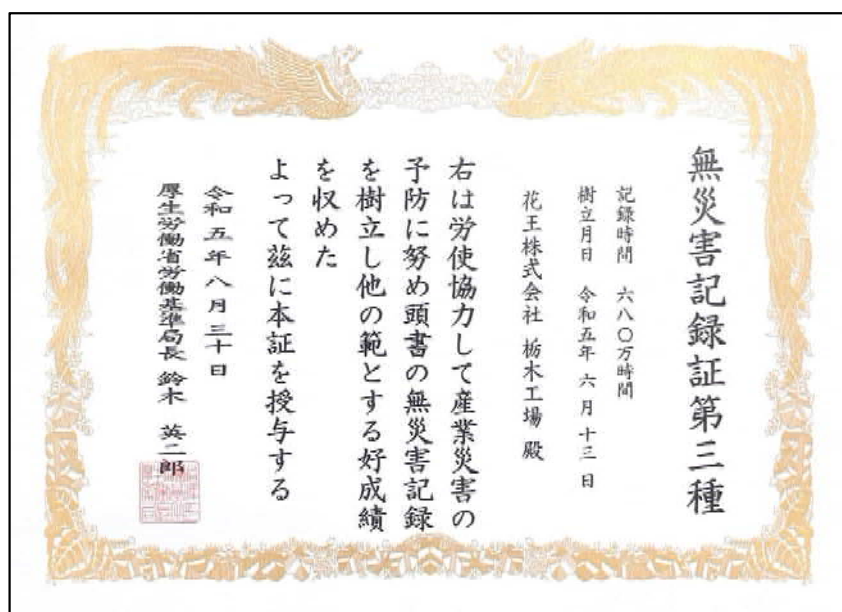 無災害記録証第三種
記録時間　六八〇万時間
樹立月日　令和五年 六月 十三日
花王株式会社 栃木工場 殿
右は労使協力して産業災害の
予防に努め頭書の無災害記録
を樹立し他の範とする好成績
を収めた
よって茲に本証を授与する
令和五年八月三十日
厚生労働省労働基準局長 鈴木 英二郎